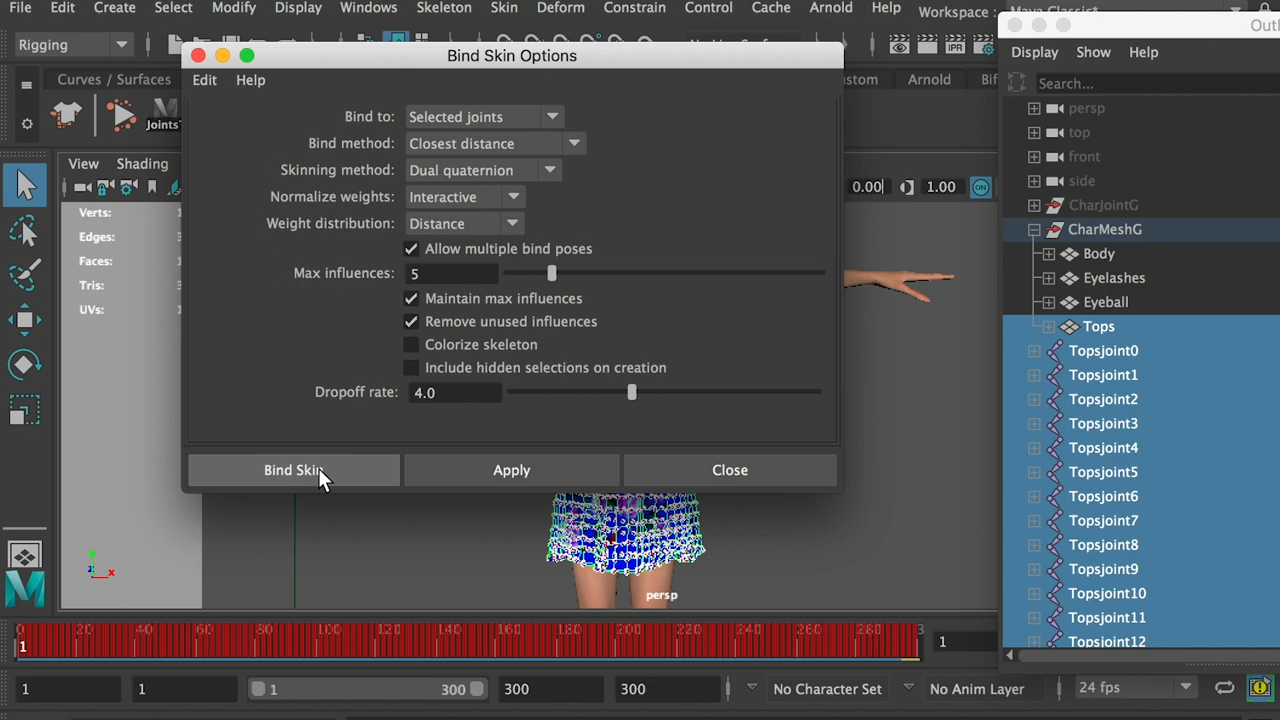 File Edit Create Select Modify Display Windows Skeleton Skin Deform Constrain Control Cache Arnold Help Workspace : Maya Classic*
Rigging
Bind Skin Options
Out
IPR
Edit Help
Display Show Help
Curves / Surfaces
Arnold
Search...
Joints
View Shading
Bind to: Selected joints
Bind method: Closest distance
Skinning method: Dual quaternion
Normalize weights: Interactive
Weight distribution: Distance
Allow multiple bind poses
Max influences: 5
Maintain max influences
Remove unused influences
Colorize skeleton
Include hidden selections on creation
Dropoff rate: 4.0
Bind Skin
Apply
Close
0.00 1.00 ON
Verts:
Edges:
Faces:
Tris:
UVs:
persp
top
front
side
CharJointG
CharMeshG
Body
Eyelashes
Eyeball
Tops
Topsjoint0
Topsjoint1
Topsjoint2
Topsjoint3
Topsjoint4
Topsjoint5
Topsjoint6
Topsjoint7
Topsjoint8
Topsjoint9
Topsjoint10
Topsjoint11
Topsjoint12
x
persp
0 20 40 60 80 100 120 140 160 180 200 220 240 260 280 3
1
1
1 1 1 300 300 300 No Character Set No Anim Layer 24 fps